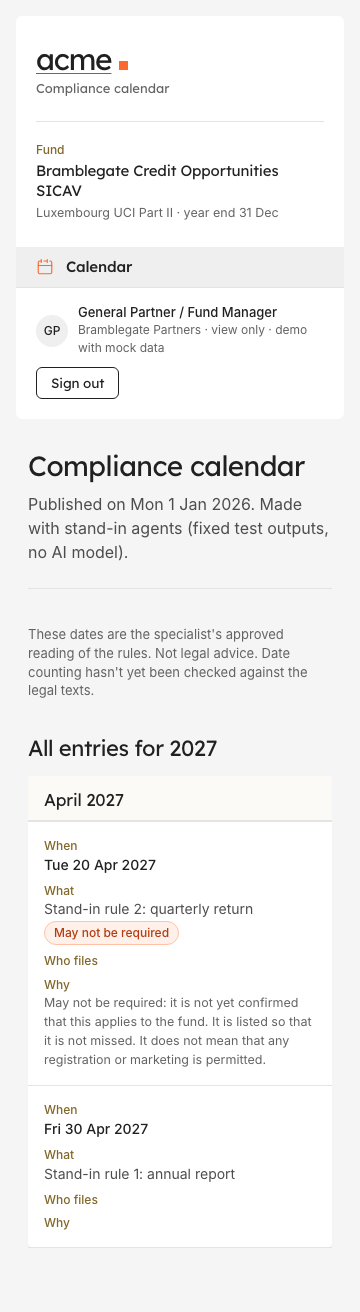 acme
Compliance calendar
Fund
Bramblegate Credit Opportunities
SICAV
Luxembourg UCI Part II · year end 31 Dec
Calendar
GP
General Partner / Fund Manager
Bramblegate Partners · view only · demo
with mock data
Sign out
Compliance calendar
Published on Mon 1 Jan 2026. Made
with stand-in agents (fixed test outputs,
no AI model).
These dates are the specialist's approved
reading of the rules. Not legal advice. Date
counting hasn't yet been checked against the
legal texts.
All entries for 2027
April 2027
When
Tue 20 Apr 2027
What
Stand-in rule 2: quarterly return
May not be required
Who files
Why
May not be required: it is not yet confirmed
that this applies to the fund. It is listed so that
it is not missed. It does not mean that any
registration or marketing is permitted.
When
Fri 30 Apr 2027
What
Stand-in rule 1: annual report
Who files
Why